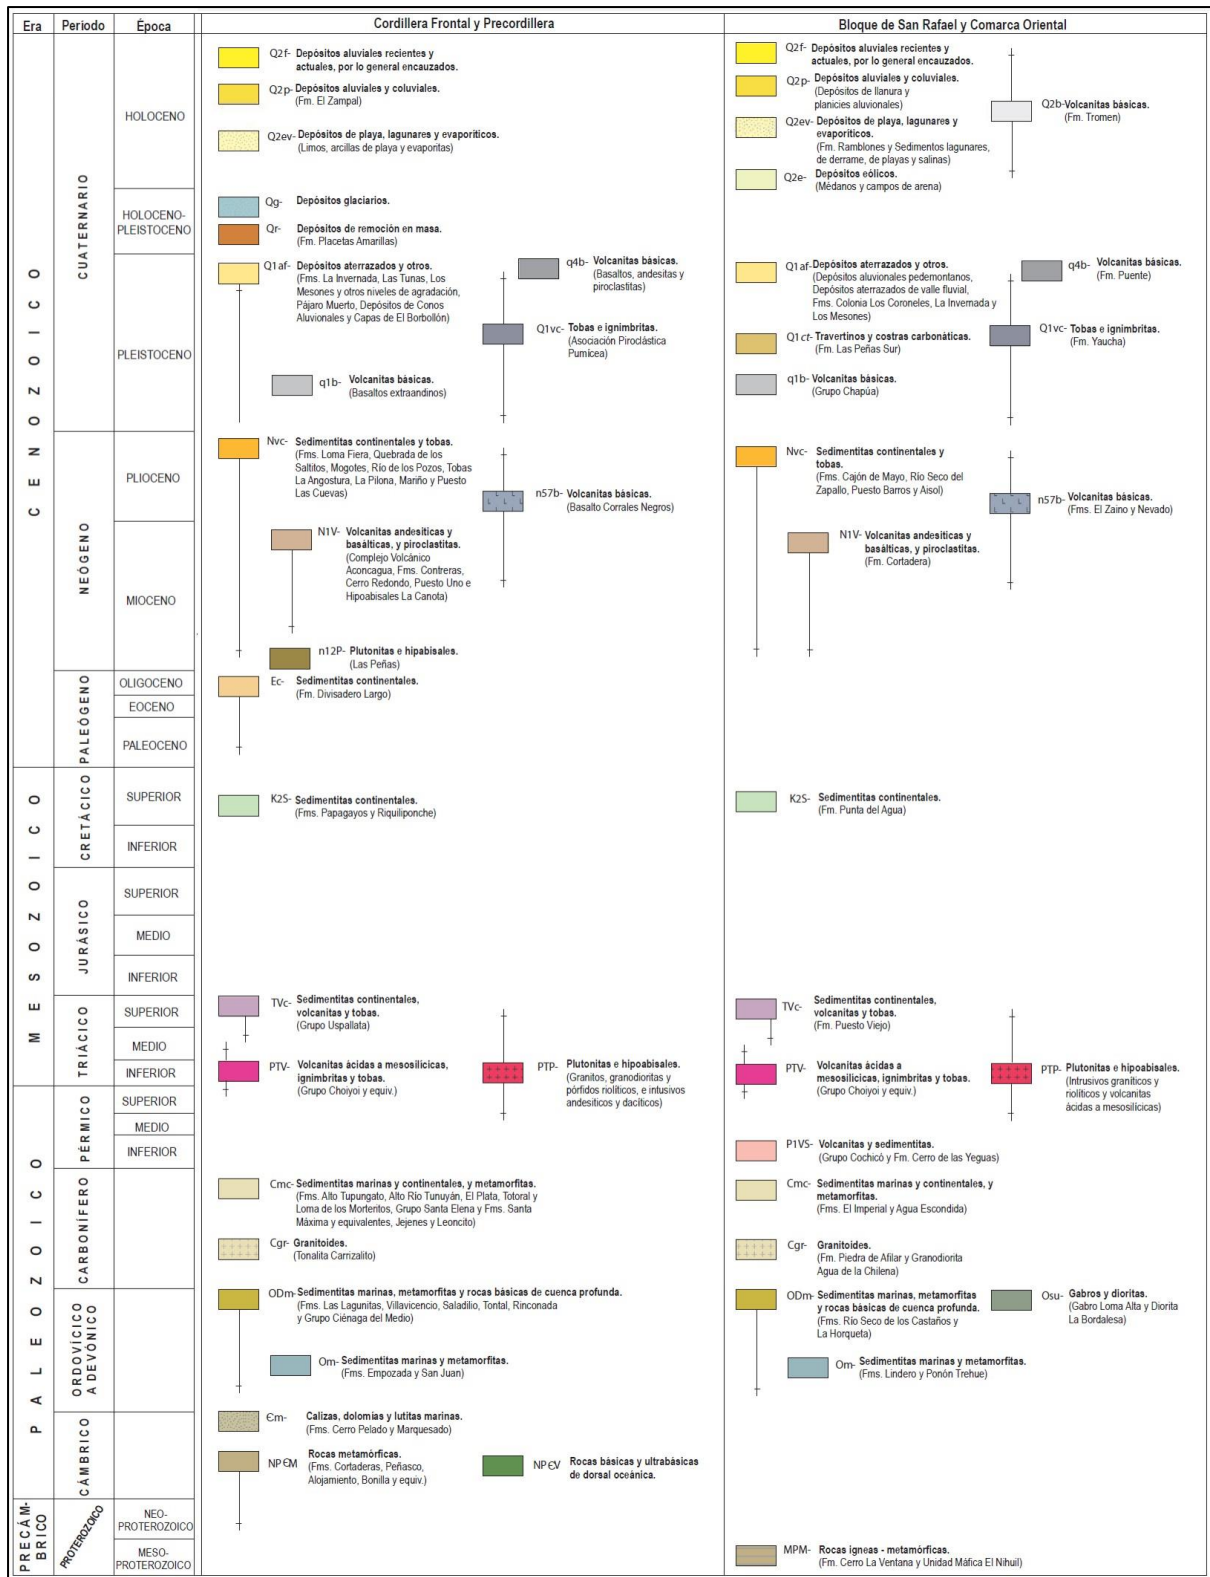 Era
Periodo
Época
Cordillera Frontal y Precordillera
Bloque de San Rafael y Comarca Oriental
CENOZOICO
CUATERNARIO
HOLOCENO
HOLOCENO-
PLEISTOCENO
PLEISTOCENO
NEÓGENO
PLIOCENO
MIOCENO
PALEÓGENO
OLIGOCENO
EOCENO
PALEOCENO
MESOZOICO
CRETÁCICO
SUPERIOR
INFERIOR
JURÁSICO
SUPERIOR
MEDIO
INFERIOR
TRIÁCICO
SUPERIOR
MEDIO
INFERIOR
PALEOZOICO
PÉRMICO
SUPERIOR
MEDIO
INFERIOR
CARBONÍFERO
ORDOVÍCICO
A DEVÓNICO
CÁMBRICO
PRECÁM-
BRICO
PROTEROZOICO
NEO-
PROTEROZOICO
MESO-
PROTEROZOICO
Q2f- Depósitos aluviales recientes y
actuales, por lo general encauzados.
Q2p- Depósitos aluviales y coluviales.
(Fm. El Zampal)
Q2ev- Depósitos de playa, lagunares y evaporíticos.
(Limos, arcillas de playa y evaporitas)
Qg- Depósitos glaciarios.
Qr- Depósitos de remoción en masa.
(Fm. Placetas Amarillas)
Q1af- Depósitos aterrazados y otros.
(Fms. La Invernada, Las Tunas, Los
Mesones y otros niveles de agradación,
Pájaro Muerto, Depósitos de Conos
Aluvionales y Capas de El Borbollón)
q4b- Volcanitas básicas.
(Basaltos, andesitas y
piroclastitas)
Q1vc- Tobas e ignimbritas.
(Asociación Piroclástica
Pumícea)
q1b- Volcanitas básicas.
(Basaltos extraandinos)
Nvc- Sedimentitas continentales y tobas.
(Fms. Loma Fiera, Quebrada de los
Saltitos, Mogotes, Río de los Pozos, Tobas
La Angostura, La Pilona, Mariño y Puesto
Las Cuevas)
n57b- Volcanitas básicas.
(Basalto Corrales Negros)
N1V- Volcanitas andesíticas y
basálticas, y piroclastitas.
(Complejo Volcánico
Aconcagua, Fms. Contreras,
Cerro Redondo, Puesto Uno e
Hipoabisales La Canota)
n12P- Plutonitas e hipabisales.
(Las Peñas)
Ec- Sedimentitas continentales.
(Fm. Divisadero Largo)
K2S- Sedimentitas continentales.
(Fms. Papagayos y Riquiliponche)
TVc- Sedimentitas continentales,
volcanitas y tobas.
(Grupo Uspallata)
PTV- Volcanitas ácidas a mesosilícicas,
ignimbritas y tobas.
(Grupo Choiyoi y equiv.)
PTP- Plutonitas e hipoabisales.
(Granitos, granodioritas y
pórfidos riolíticos, e intrusivos
andesíticos y dacíticos)
Cmc- Sedimentitas marinas y continentales, y metamorfitas.
(Fms. Alto Tupungato, Alto Río Tunuyán, El Plata, Totoral y
Loma de los Morteritos, Grupo Santa Elena y Fms. Santa
Máxima y equivalentes, Jejenes y Leoncito)
Cgr- Granitoides.
(Tonalita Carrizalito)
ODm- Sedimentitas marinas, metamorfitas y rocas básicas de cuenca profunda.
(Fms. Las Lagunitas, Villavicencio, Saladilio, Tontal, Rinconada
y Grupo Ciénaga del Medio)
Om- Sedimentitas marinas y metamorfitas.
(Fms. Empozada y San Juan)
Єm- Calizas, dolomías y lutitas marinas.
(Fms. Cerro Pelado y Marquesado)
NPЄM Rocas metamórficas.
(Fms. Cortaderas, Peñasco,
Alojamiento, Bonilla y equiv.)
NPЄV Rocas básicas y ultrabásicas
de dorsal oceánica.
Q2f- Depósitos aluviales recientes y
actuales, por lo general encauzados.
Q2p- Depósitos aluviales y coluviales.
(Depósitos de llanura y
planicies aluvionales)
Q2b- Volcanitas básicas.
(Fm. Tromen)
Q2ev- Depósitos de playa, lagunares y
evaporíticos.
(Fm. Ramblones y Sedimentos lagunares,
de derrame, de playas y salinas)
Q2e- Depósitos eólicos.
(Médanos y campos de arena)
Q1af- Depósitos aterrazados y otros.
(Depósitos aluvionales pedemontanos,
Depósitos aterrazados de valle fluvial,
Fms. Colonia Los Coroneles, La Invernada y
Los Mesones)
q4b- Volcanitas básicas.
(Fm. Puente)
Q1vc- Tobas e ignimbritas.
(Fm. Yaucha)
Q1ct- Travertinos y costras carbonáticas.
(Fm. Las Peñas Sur)
q1b- Volcanitas básicas.
(Grupo Chapúa)
Nvc- Sedimentitas continentales y
tobas.
(Fms. Cajón de Mayo, Río Seco del
Zapallo, Puesto Barros y Aisol)
n57b- Volcanitas básicas.
(Fms. El Zaino y Nevado)
N1V- Volcanitas andesíticas y
basálticas, y piroclastitas.
(Fm. Cortadera)
K2S- Sedimentitas continentales.
(Fm. Punta del Agua)
TVc- Sedimentitas continentales,
volcanitas y tobas.
(Fm. Puesto Viejo)
PTV- Volcanitas ácidas a
mesosilícicas, ignimbritas y tobas.
(Grupo Choiyoi y equiv.)
PTP- Plutonitas e hipoabisales.
(Intrusivos graníticos y
riolíticos y volcanitas
ácidas a mesosilícicas)
P1VS- Volcanitas y sedimentitas.
(Grupo Cochicó y Fm. Cerro de las Yeguas)
Cmc- Sedimentitas marinas y continentales, y
metamorfitas.
(Fms. El Imperial y Agua Escondida)
Cgr- Granitoides.
(Fm. Piedra de Afilar y Granodiorita
Agua de la Chilena)
ODm- Sedimentitas marinas, metamorfitas
y rocas básicas de cuenca profunda.
(Fms. Río Seco de los Castaños y
La Horqueta)
Osu- Gabros y dioritas.
(Gabro Loma Alta y Diorita
La Bordalesa)
Om- Sedimentitas marinas y metamorfitas.
(Fms. Lindero y Ponón Trehue)
MPM- Rocas ígneas - metamórficas.
(Fm. Cerro La Ventana y Unidad Máfica El Nihuil)